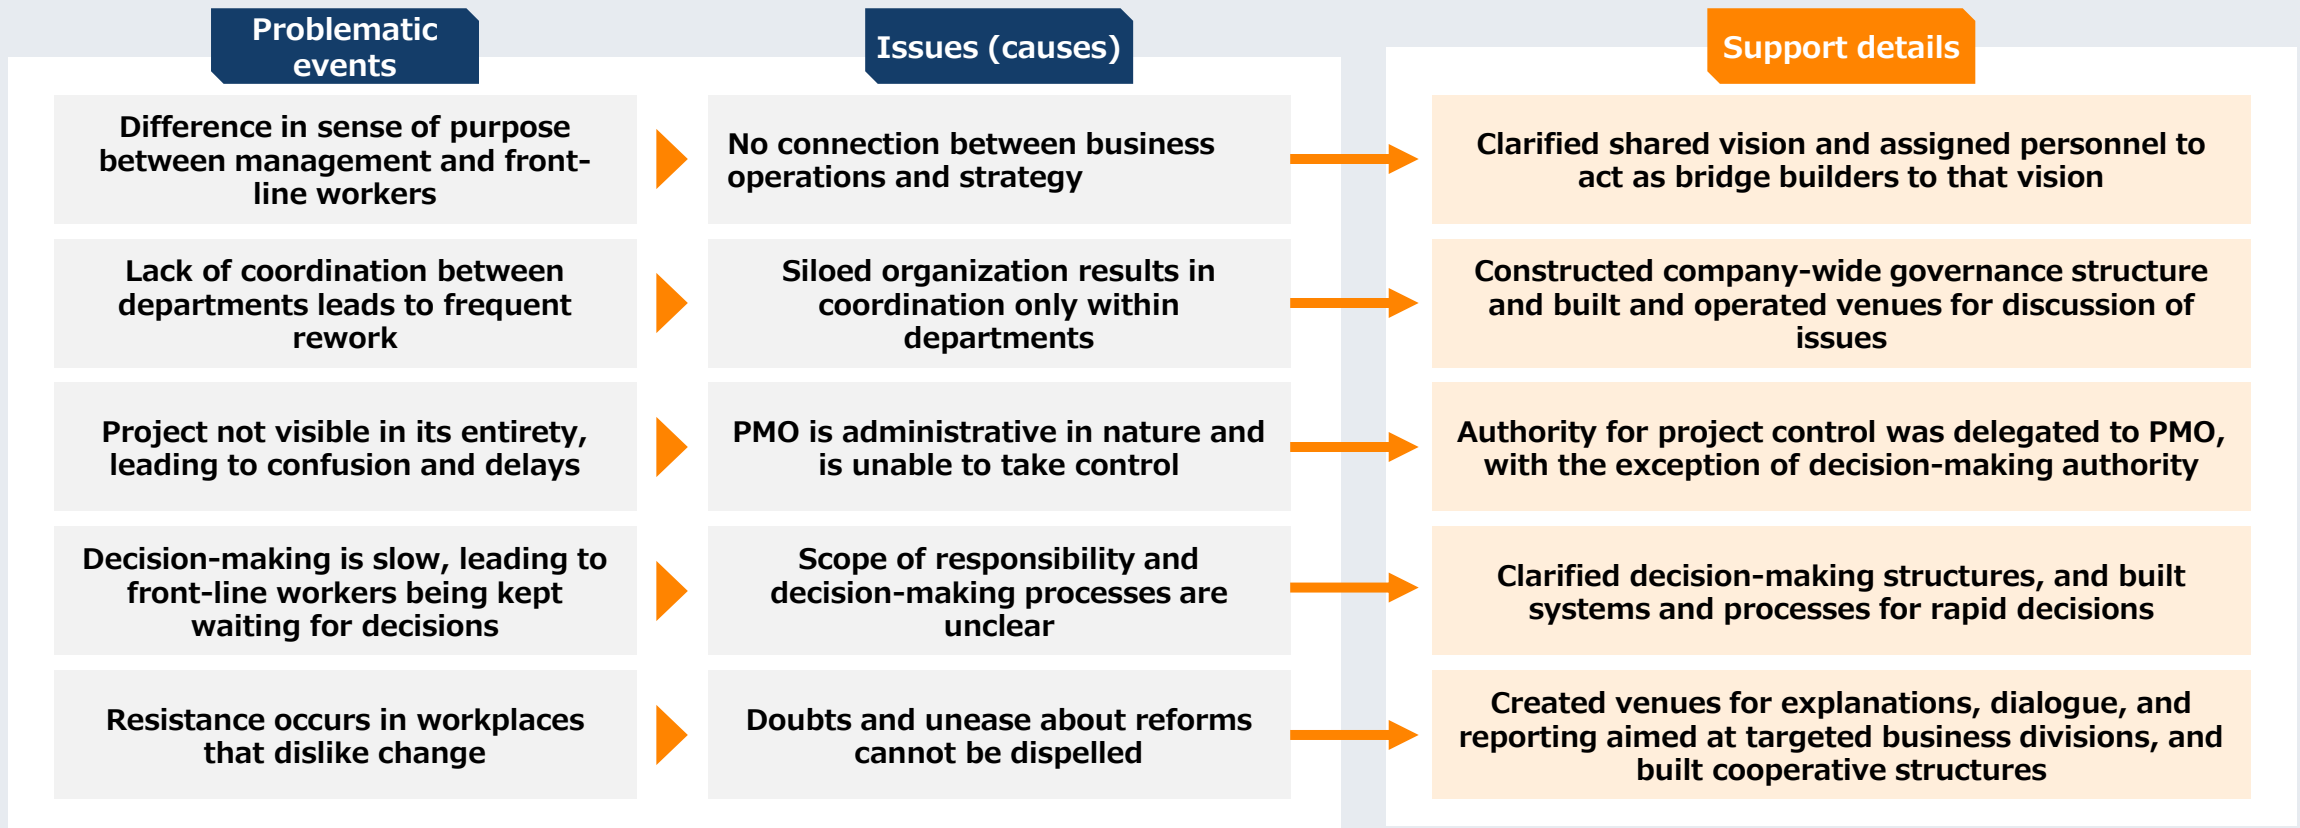 Problematic
events
Issues (causes)
Support details
Difference in sense of purpose
between management and front-
line workers
No connection between business
operations and strategy
Clarified shared vision and assigned personnel to
act as bridge builders to that vision
Lack of coordination between
departments leads to frequent
rework
Siloed organization results in
coordination only within
departments
Constructed company-wide governance structure
and built and operated venues for discussion of
issues
Project not visible in its entirety,
leading to confusion and delays
PMO is administrative in nature and
is unable to take control
Authority for project control was delegated to PMO,
with the exception of decision-making authority
Decision-making is slow, leading to
front-line workers being kept
waiting for decisions
Scope of responsibility and
decision-making processes are
unclear
Clarified decision-making structures, and built
systems and processes for rapid decisions
Resistance occurs in workplaces
that dislike change
Doubts and unease about reforms
cannot be dispelled
Created venues for explanations, dialogue, and
reporting aimed at targeted business divisions, and
built cooperative structures